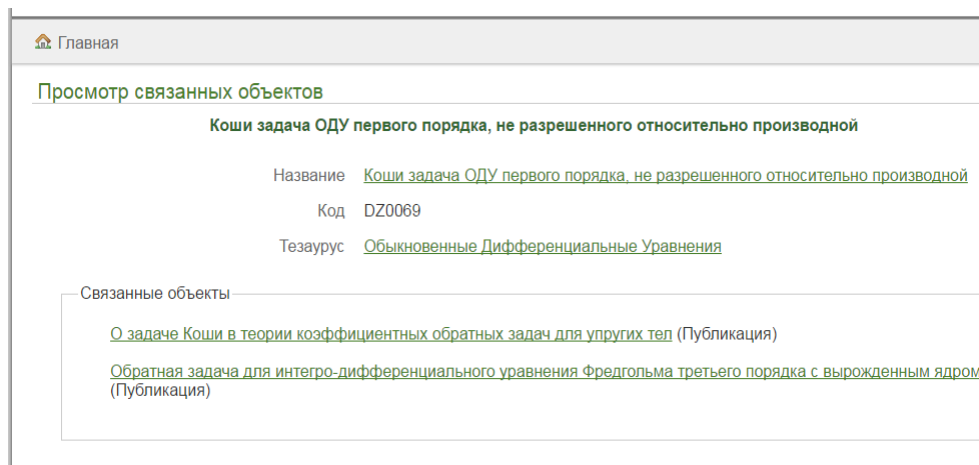 Главная
Просмотр связанных объектов
Коши задача ОДУ первого порядка, не разрешенного относительно производной
Название Коши задача ОДУ первого порядка, не разрешенного относительно производной
Код DZ0069
Тезаурус Обыкновенные Дифференциальные Уравнения
Связанные объекты
О задаче Коши в теории коэффициентных обратных задач для упругих тел (Публикация)
Обратная задача для интегро-дифференциального уравнения Фредгольма третьего порядка с вырожденным ядром
(Публикация)